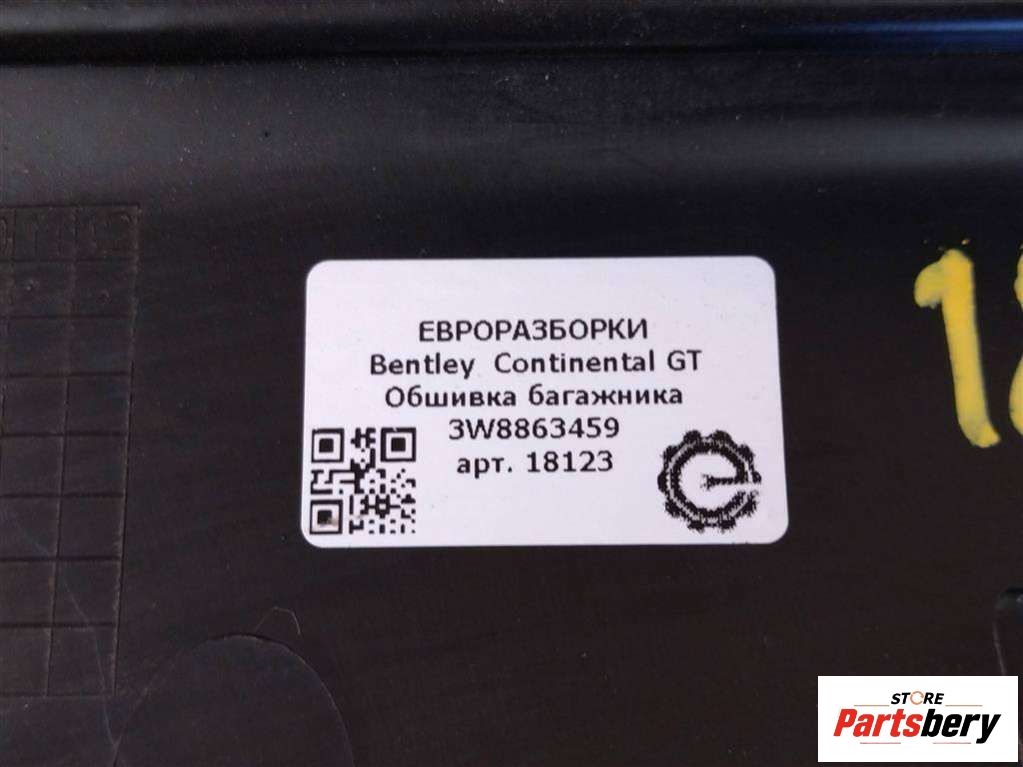 ЕВРОРАЗБОРКИ
Bentley Continental GT
Обшивка багажника
3W8863459
арт. 18123
STORE
Partsbery